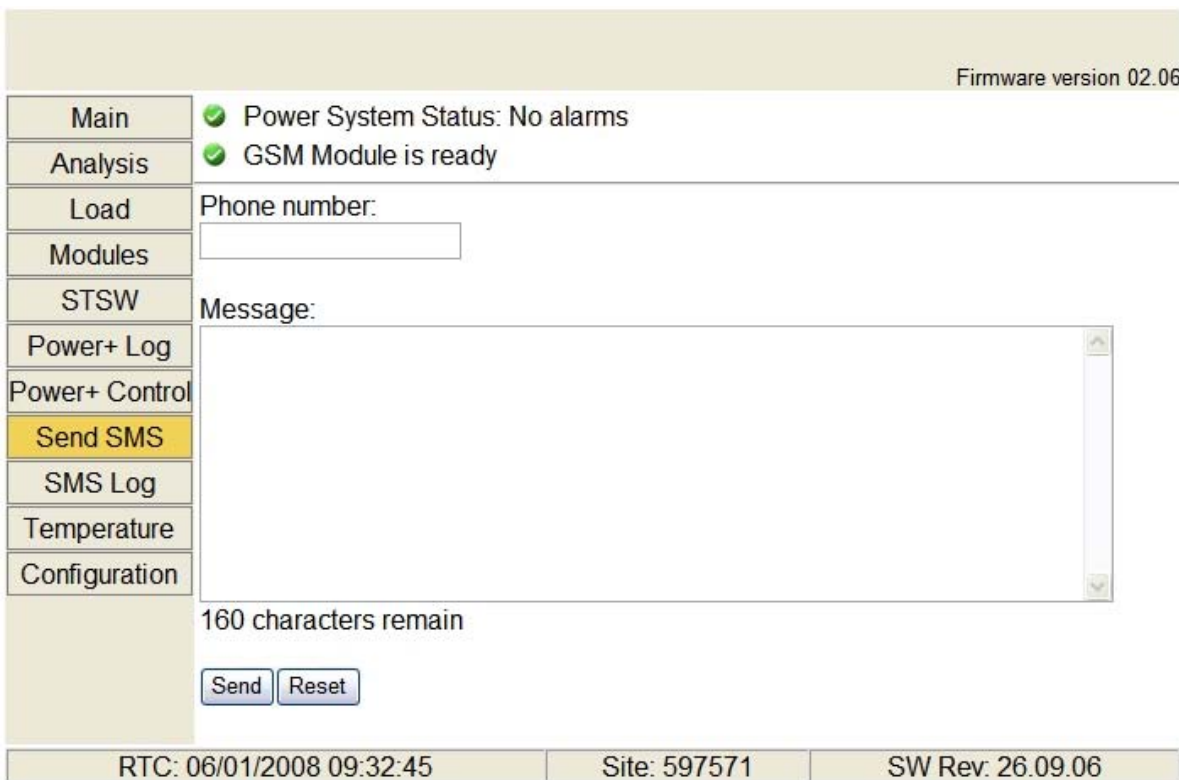 Firmware version 02.06
Main
Analysis
Load
Modules
STSW
Power+ Log
Power+ Control
Send SMS
SMS Log
Temperature
Configuration
Power System Status: No alarms
GSM Module is ready
Phone number:
Message:
160 characters remain
Send Reset
RTC: 06/01/2008 09:32:45 Site: 597571 SW Rev: 26.09.06